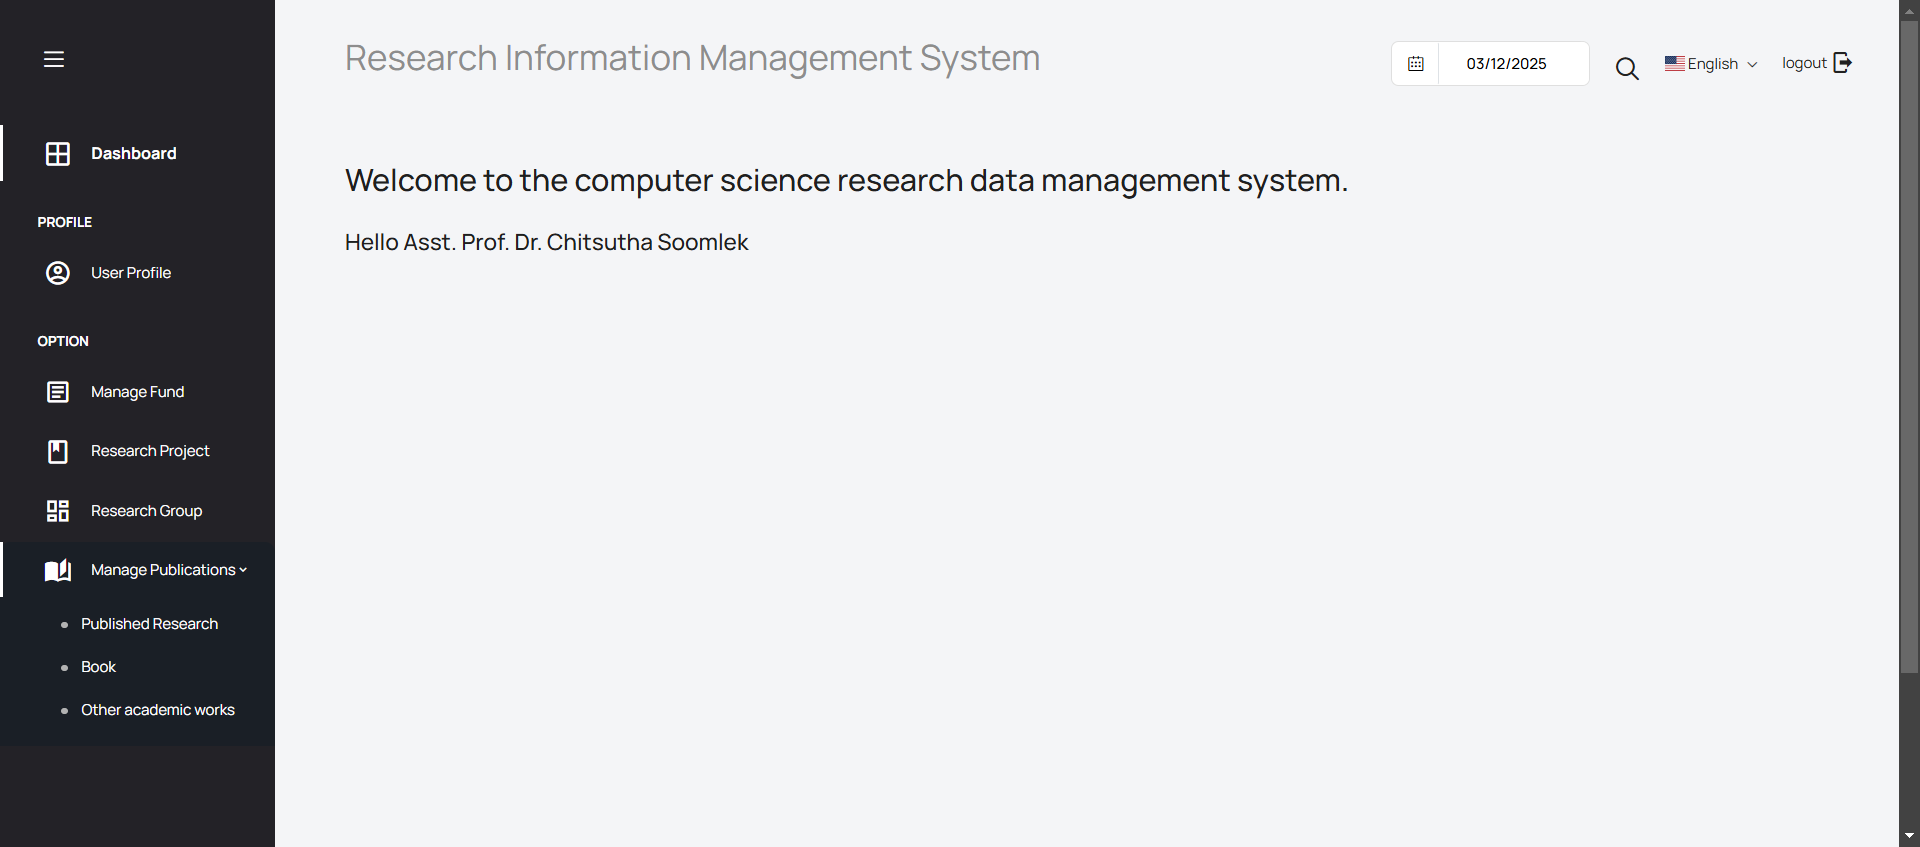 Research Information Management System
03/12/2025
English
logout
Dashboard
PROFILE
User Profile
OPTION
Manage Fund
Research Project
Research Group
Manage Publications
Published Research
Book
Other academic works
Welcome to the computer science research data management system.
Hello Asst. Prof. Dr. Chitsutha Soomlek